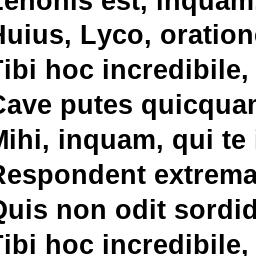 Zenonis est, inquam
Huius, Lyco, oratione
Tibi hoc incredibile,
Cave putes quicquam
Mihi, inquam, qui te
Respondent extrema
Quis non odit sordid
Tibi hoc incredibile,